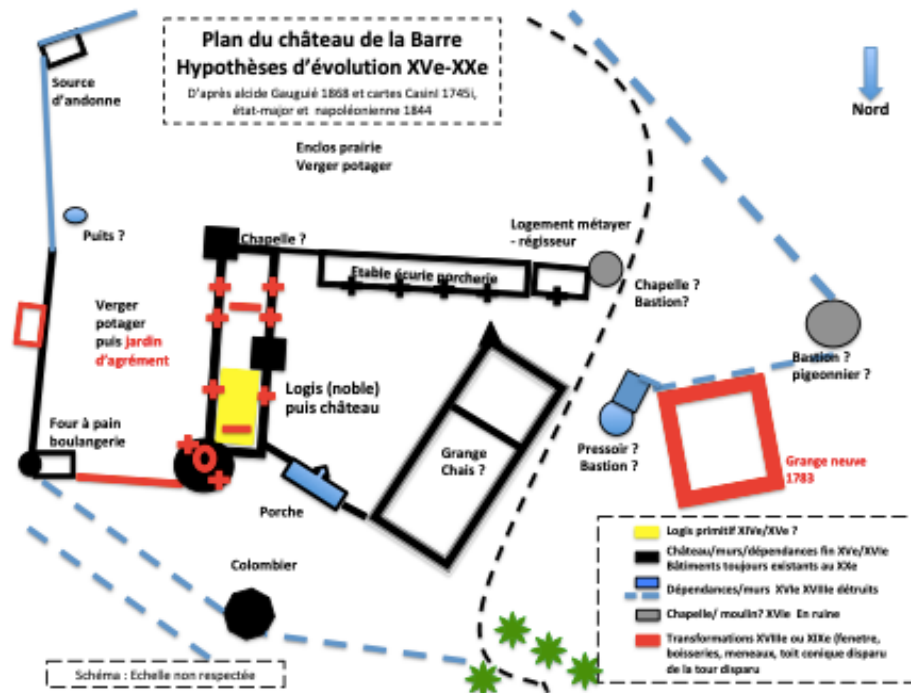 Plan du château de la Barre
Hypothèses d'évolution XVe-XXe
D'après alcide Gauguié 1868 et cartes Casini 1745i,
état-major et napoléonienne 1844
Nord
Source
d'andonne
Enclos prairie
Verger potager
Puits ?
Chapelle ?
Logement métayer
- régisseur
Etable écurie porcherie
Chapelle ?
Bastion?
Verger
potager
puis jardin
d'agrément
Bastion ?
pigeonnier ?
Logis (noble)
puis château
Four à pain
boulangerie
Grange
Chais ?
Pressoir ?
Bastion ?
Grange neuve
1783
Porche
Colombier
Logis primitif XIVe/XVe ?
Château/murs/dépendances fin XVe/XVIe
Bâtiments toujours existants au XXe
Dépendances/murs XVIe XVIIIe détruits
Chapelle/ moulin? XVIe En ruine
Transformations XVIIIe ou XIXe (fenetre,
boisseries, meneaux, toit conique disparu
de la tour disparu
Schéma : Echelle non respectée